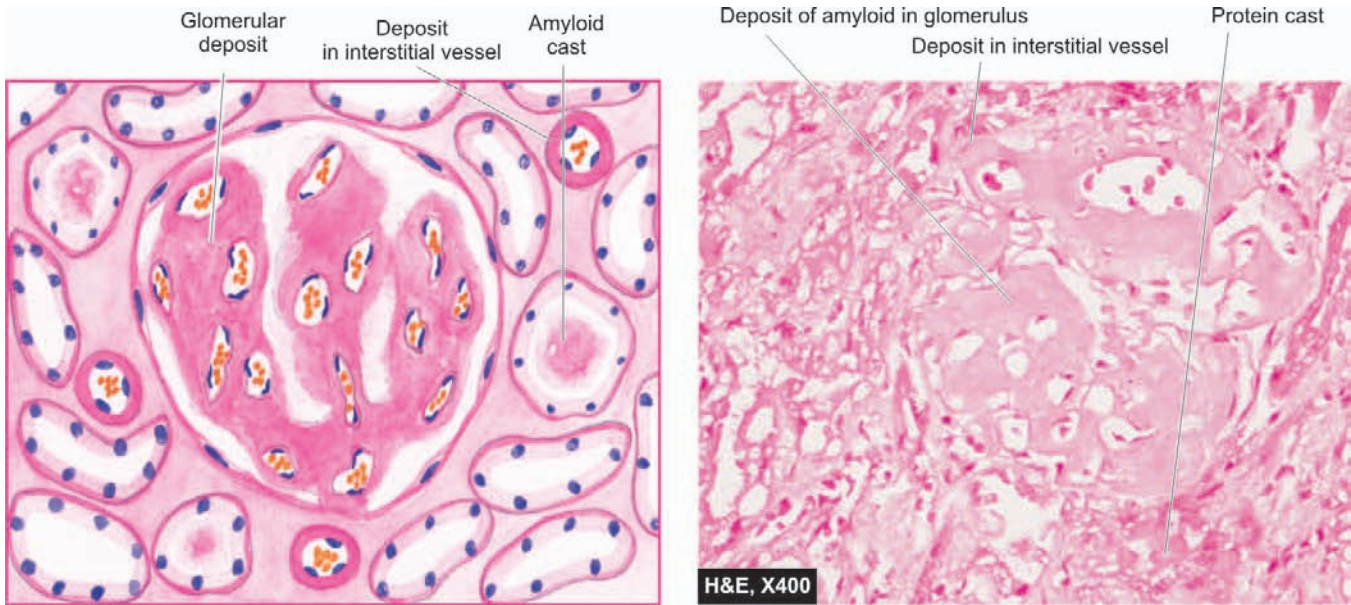 Glomerular
deposit
Deposit
in interstitial vessel
Amyloid
cast
Deposit of amyloid in glomerulus
Deposit in interstitial vessel
Protein cast
H&E, X400